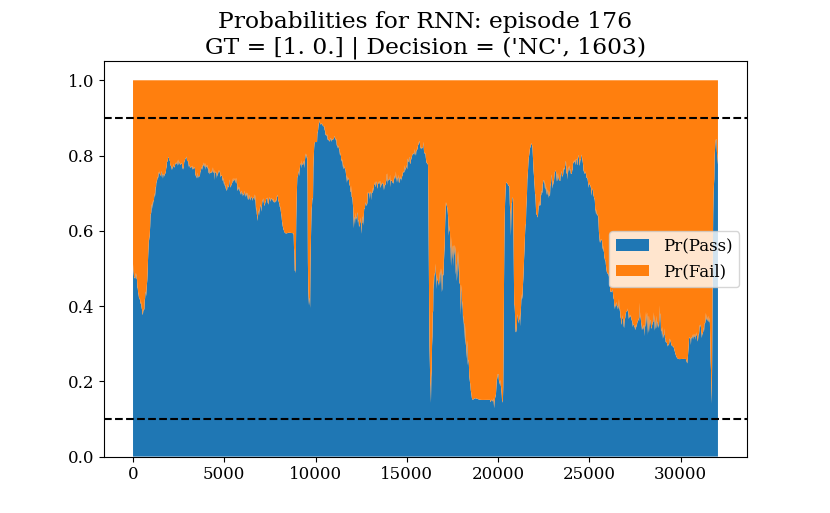 Probabilities for RNN: episode 176
GT = [1. 0.] | Decision = ('NC', 1603)
1.0
0.8
0.6
0.4
0.2
0.0
Pr(Pass)
Pr(Fail)
0 5000 10000 15000 20000 25000 30000